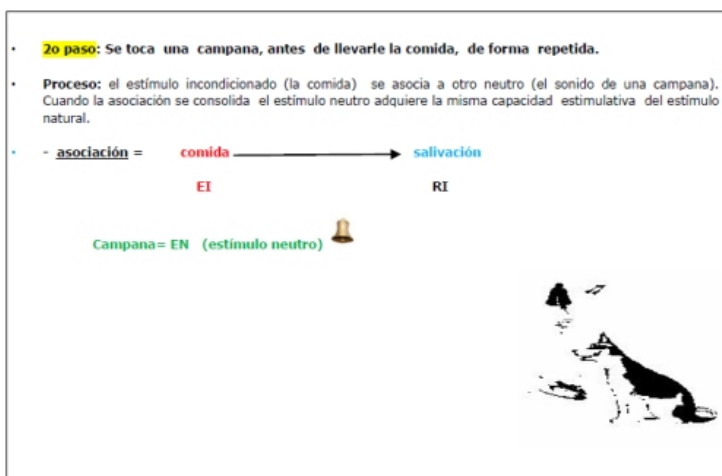 • 2o paso: Se toca una campana, antes de llevarle la comida, de forma repetida.
• Proceso: el estímulo incondicionado (la comida) se asocia a otro neutro (el sonido de una campana).
Cuando la asociación se consolida el estímulo neutro adquiere la misma capacidad estimulativa del estímulo
natural.
• - asociación = comida salivación
EI RI
Campana= EN (estímulo neutro)